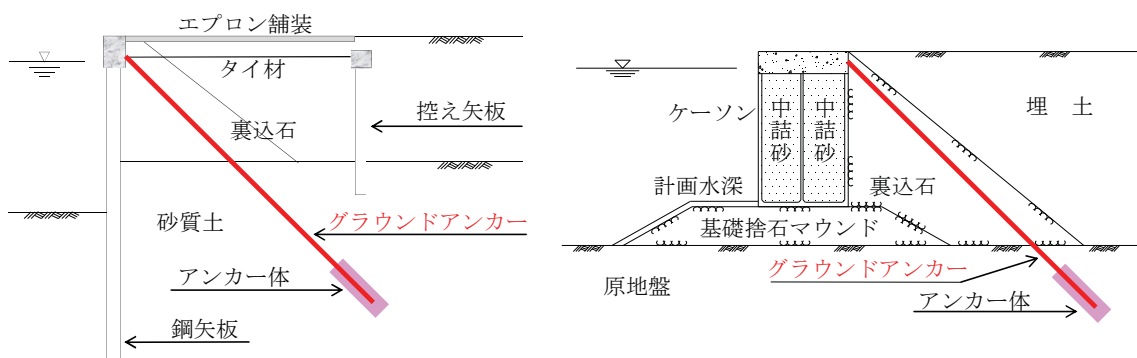 エプロン舗装
タイ材
控え矢板
裏込石
砂質土
グラウンドアンカー
アンカー体
鋼矢板
ケーソン
中詰砂
中詰砂
埋　土
計画水深
裏込石
基礎捨石マウンド
グラウンドアンカー
原地盤
アンカー体